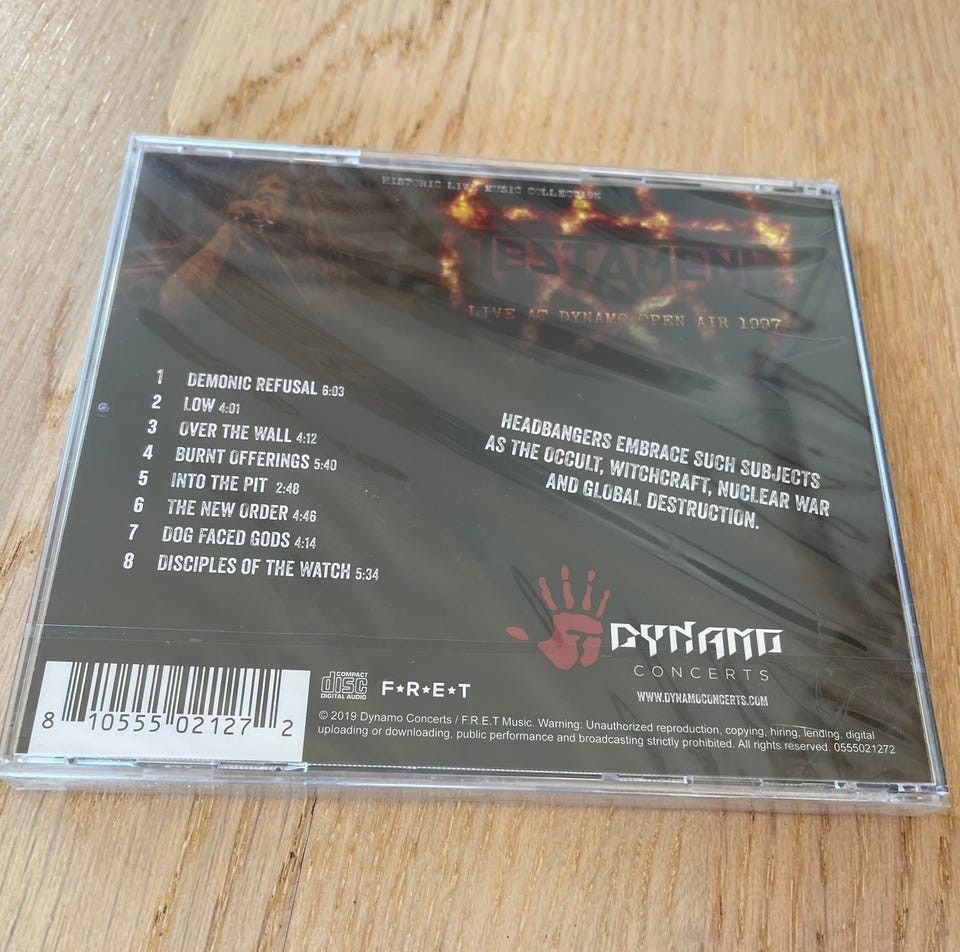 HISTORIC LIVE MUSIC COLLECTION
TESTAMENT
LIVE AT DYNAMO OPEN AIR 1997
1 DEMONIC REFUSAL 6:03
2 LOW 4:01
3 OVER THE WALL 4:12
4 BURNT OFFERINGS 5:40
5 INTO THE PIT 2:48
6 THE NEW ORDER 4:46
7 DOG FACED GODS 4:14
8 DISCIPLES OF THE WATCH 5:34
HEADBANGERS EMBRACE SUCH SUBJECTS
AS THE OCCULT, WITCHCRAFT, NUCLEAR WAR
AND GLOBAL DESTRUCTION.
DYNAMO
CONCERTS
WWW.DYNAMOCONCERTS.COM
8 10555 02127 2
COMPACT
disc
DIGITAL AUDIO
F★R★E★T
© 2019 Dynamo Concerts / F.R.E.T Music. Warning: Unauthorized reproduction, copying, hiring, lending, digital
uploading or downloading, public performance and broadcasting strictly prohibited. All rights reserved. 0555021272